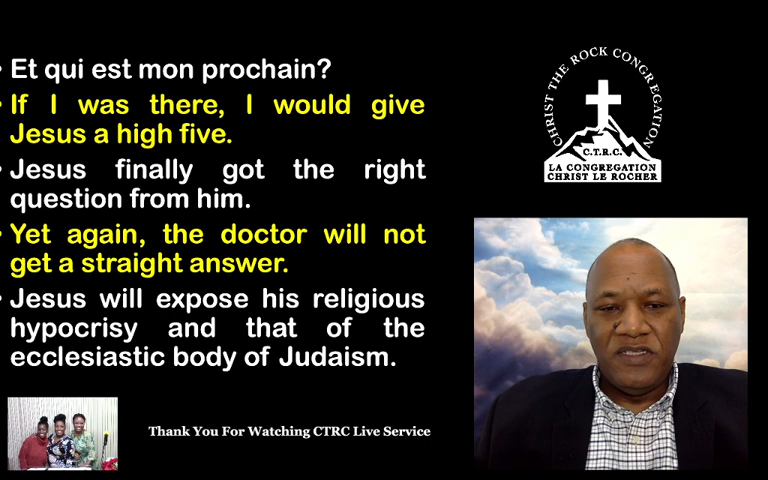 • Et qui est mon prochain?
• If I was there, I would give
Jesus a high five.
• Jesus finally got the right
question from him.
• Yet again, the doctor will not
get a straight answer.
• Jesus will expose his religious
hypocrisy and that of the
ecclesiastic body of Judaism.
CHRIST THE ROCK CONGREGATION
C.T.R.C.
LA CONGREGATION
CHRIST LE ROCHER
Thank You For Watching CTRC Live Service